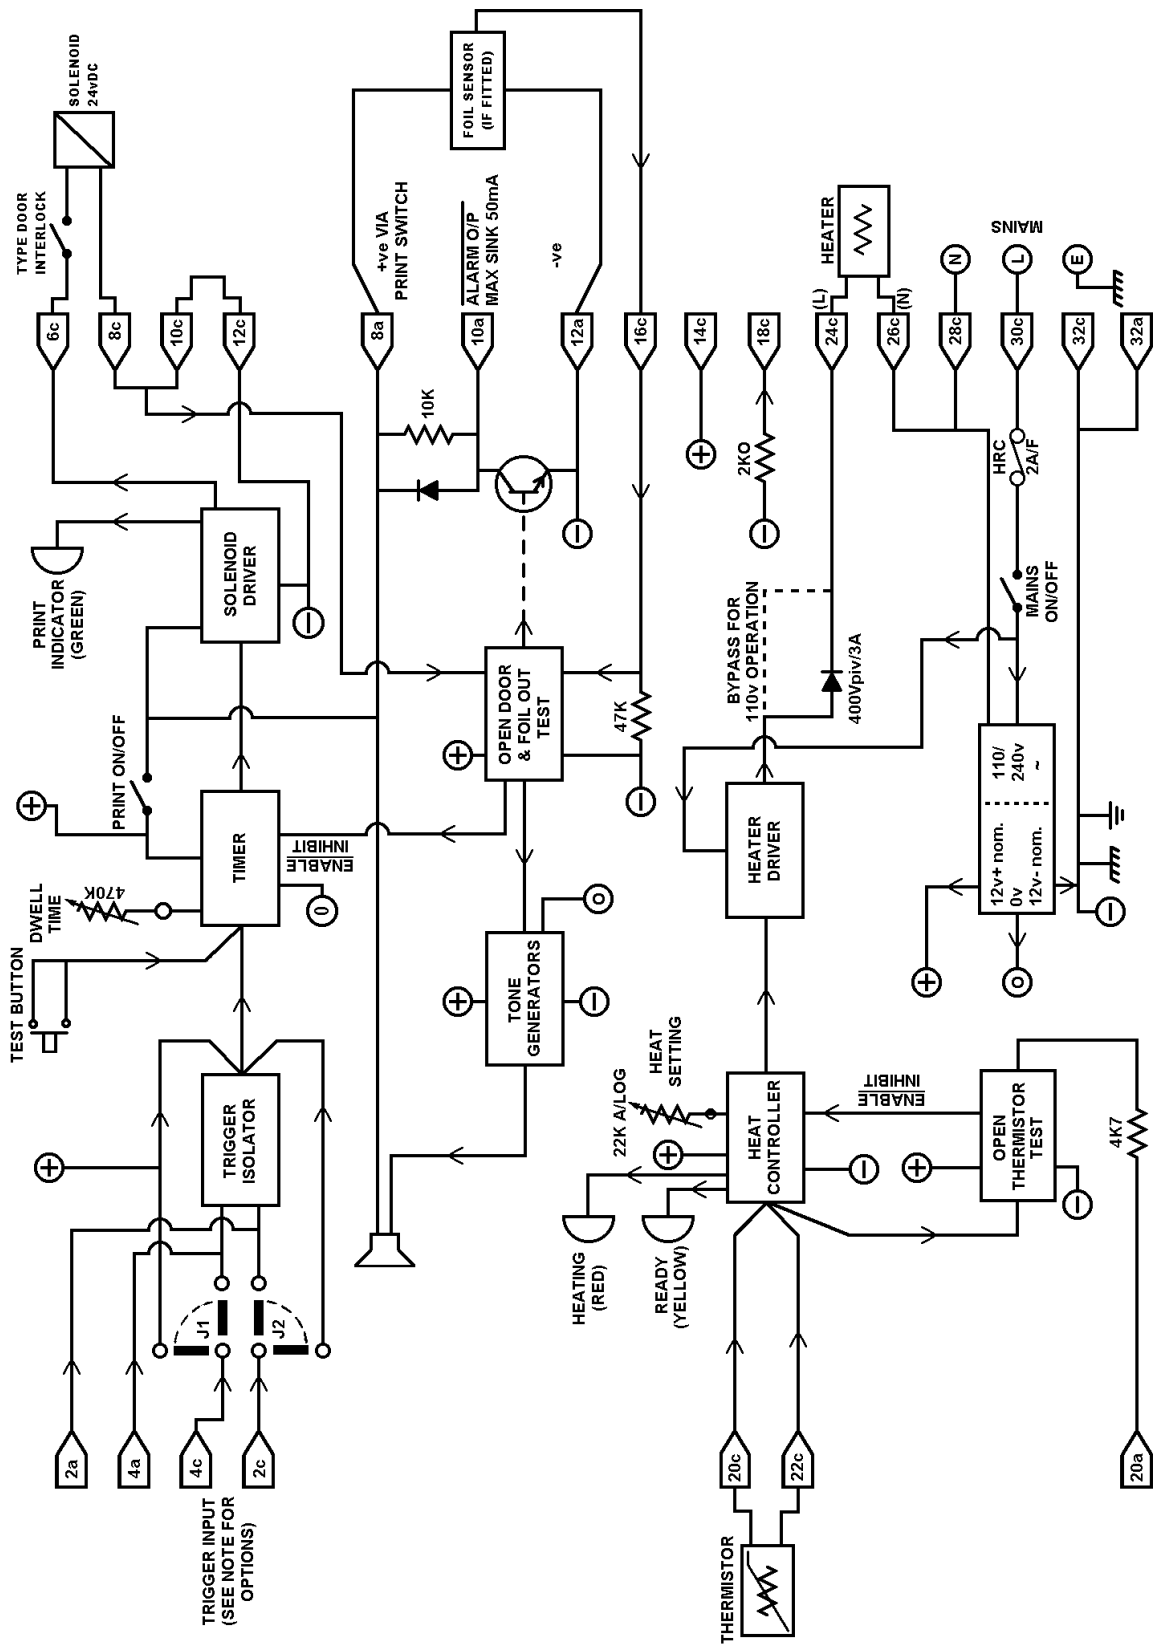 TRIGGER INPUT
(SEE NOTE FOR
OPTIONS)
2a
4a
4c
2c
J1
J2
+
TRIGGER
ISOLATOR
TEST BUTTON
DWELL
TIME
470K
+
PRINT ON/OFF
TIMER
0
ENABLE
INHIBIT
PRINT
INDICATOR
(GREEN)
SOLENOID
DRIVER
−
TYPE DOOR
INTERLOCK
SOLENOID
24vDC
6c
8c
10c
12c
TONE
GENERATORS
+
−
O
OPEN DOOR
& FOIL OUT
TEST
+
47K
−
10K
−
8a
10a
12a
16c
+ve VIA
PRINT SWITCH
ALARM O/P
MAX SINK 50mA
-ve
FOIL SENSOR
(IF FITTED)
14c
+
18c
2KO
−
THERMISTOR
20c
22c
20a
HEATING
(RED)
READY
(YELLOW)
+
22K A/LOG
HEAT
SETTING
HEAT
CONTROLLER
−
ENABLE
INHIBIT
+
OPEN
THERMISTOR
TEST
−
4K7
HEATER
DRIVER
BYPASS FOR
110v OPERATION
400Vpiv/3A
24c
(L)
26c
(N)
HEATER
28c
N
30c
L
MAINS
32c
E
32a
HRC
2A/F
MAINS
ON/OFF
110/
240v
~
12v+ nom.
0v
12v- nom.
+
O
−